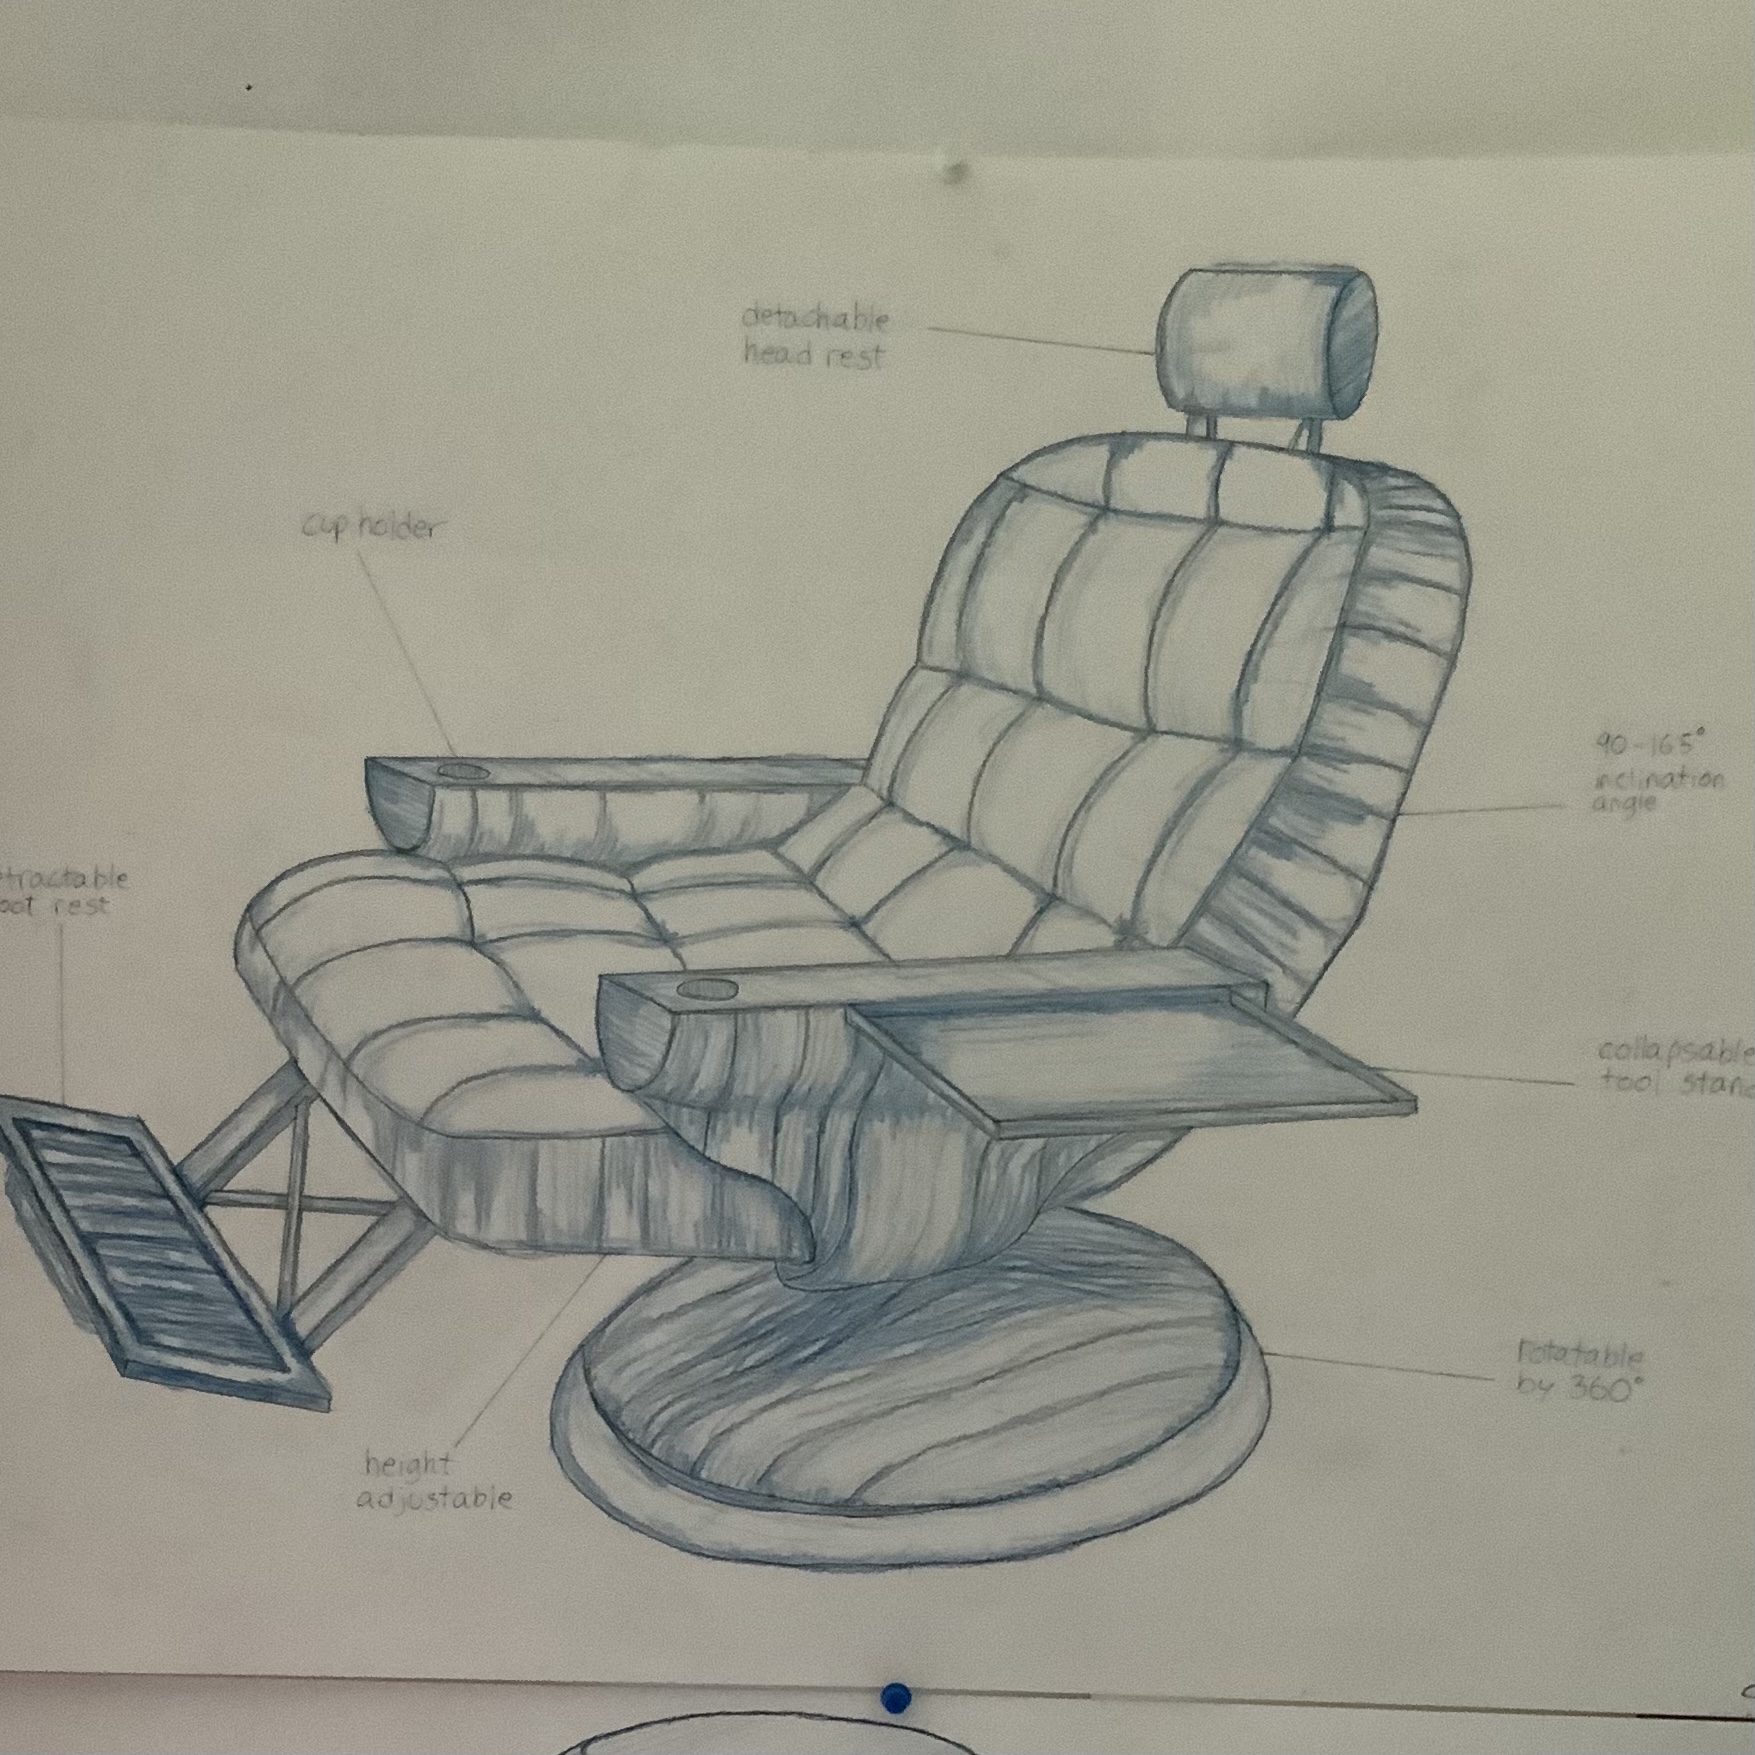 detachable
head rest
cup holder
90-165°
inclination
angle
etractable
oot rest
collapsable
tool stan
Rotatable
by 360°
height
adjustable